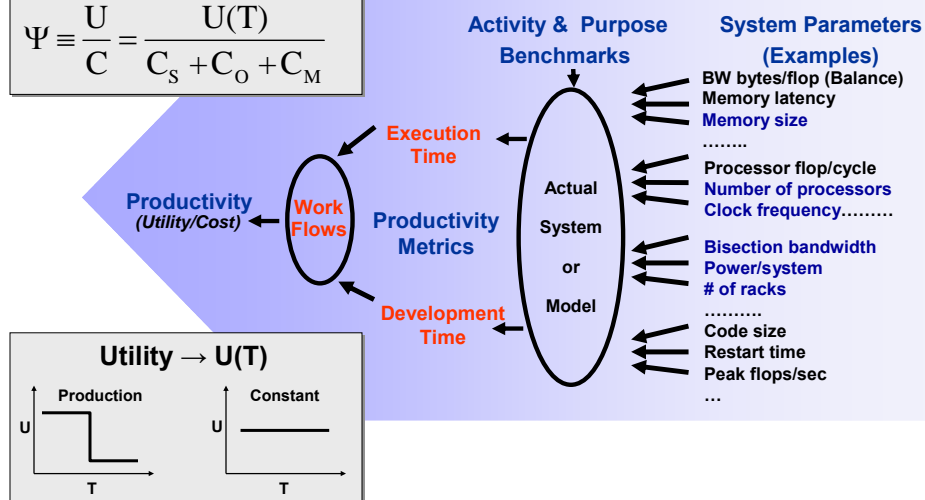 Ψ ≡ U/C = U(T)/(C_S + C_O + C_M)
Activity & Purpose
Benchmarks
System Parameters
(Examples)
BW bytes/flop (Balance)
Memory latency
Memory size
……..
Processor flop/cycle
Number of processors
Clock frequency………
Bisection bandwidth
Power/system
# of racks
……….
Code size
Restart time
Peak flops/sec
…
Actual
System
or
Model
Execution
Time
Productivity
Metrics
Development
Time
Work
Flows
Productivity
(Utility/Cost)
Utility → U(T)
Production
U
T
Constant
U
T